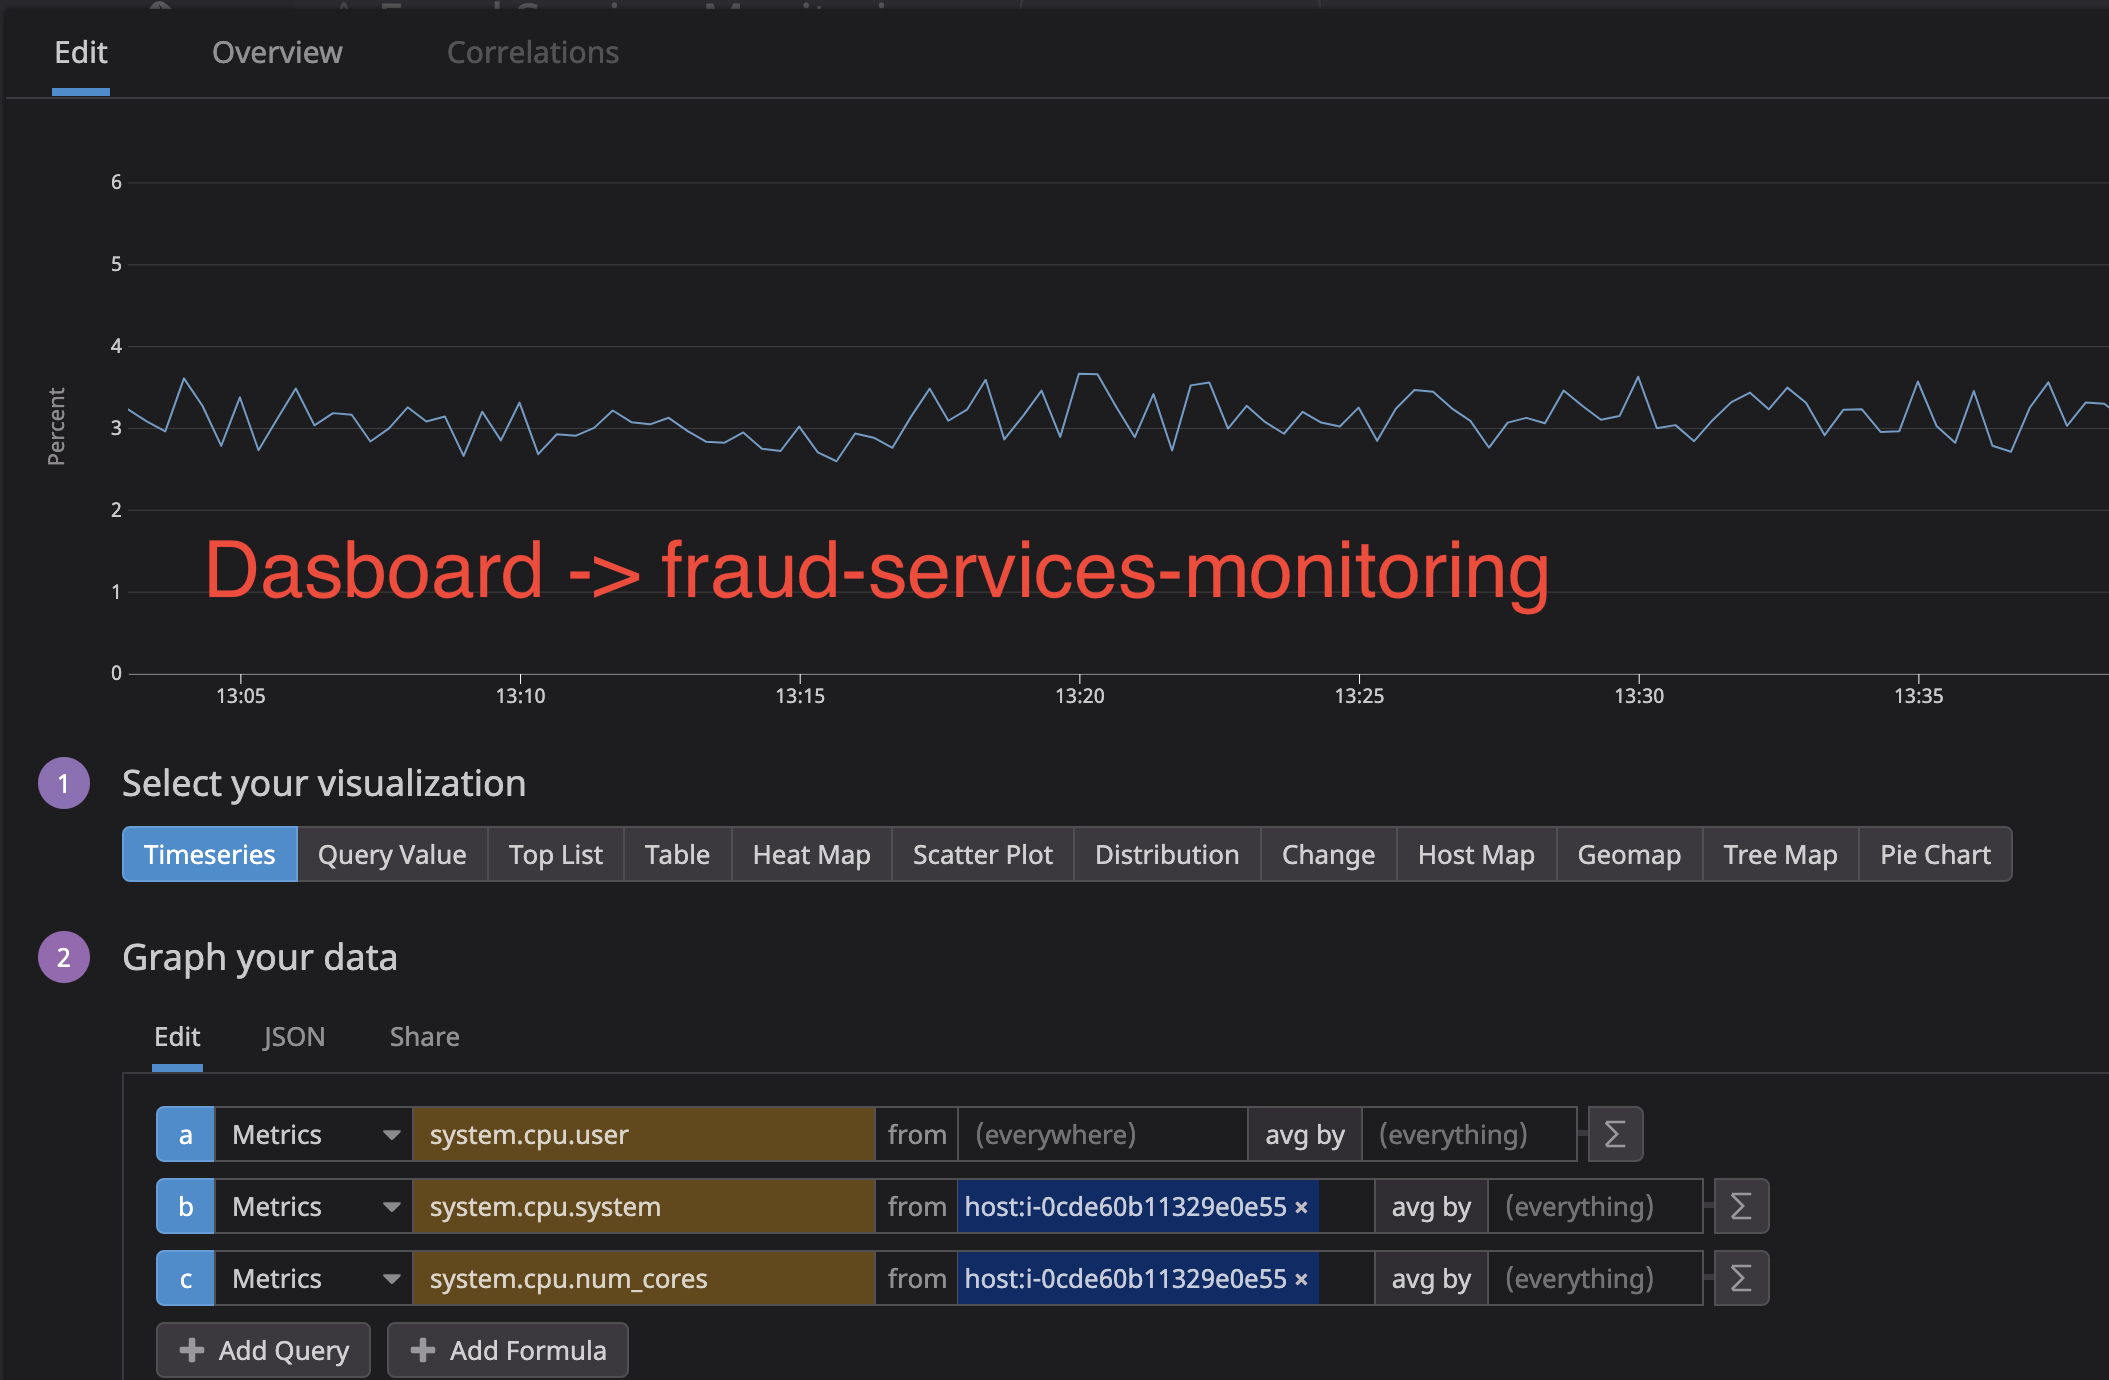 Edit Overview Correlations
6
5
4
3
2
1
0
Percent
Dasboard -> fraud-services-monitoring
13:05 13:10 13:15 13:20 13:25 13:30 13:35
1 Select your visualization
Timeseries Query Value Top List Table Heat Map Scatter Plot Distribution Change Host Map Geomap Tree Map Pie Chart
2 Graph your data
Edit JSON Share
a Metrics system.cpu.user from (everywhere) avg by (everything) Σ
b Metrics system.cpu.system from host:i-0cde60b11329e0e55 × avg by (everything) Σ
c Metrics system.cpu.num_cores from host:i-0cde60b11329e0e55 × avg by (everything) Σ
+ Add Query + Add Formula